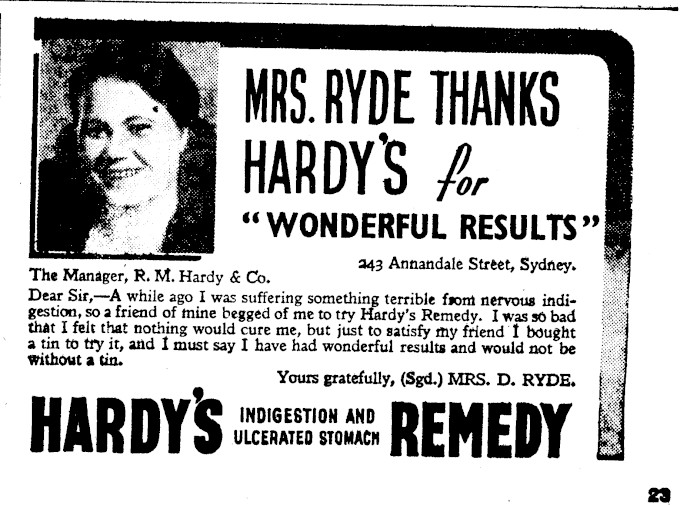 MRS. RYDE THANKS
HARDY'S for
"WONDERFUL RESULTS"
243 Annandale Street, Sydney.
The Manager, R. M. Hardy & Co.
Dear Sir,—A while ago I was suffering something terrible from nervous indi-
gestion, so a friend of mine begged of me to try Hardy's Remedy. I was so bad
that I felt that nothing would cure me, but just to satisfy my friend I bought
a tin to try it, and I must say I have had wonderful results and would not be
without a tin.
Yours gratefully, (Sgd.) MRS. D. RYDE.
HARDY'S INDIGESTION AND ULCERATED STOMACH REMEDY
23